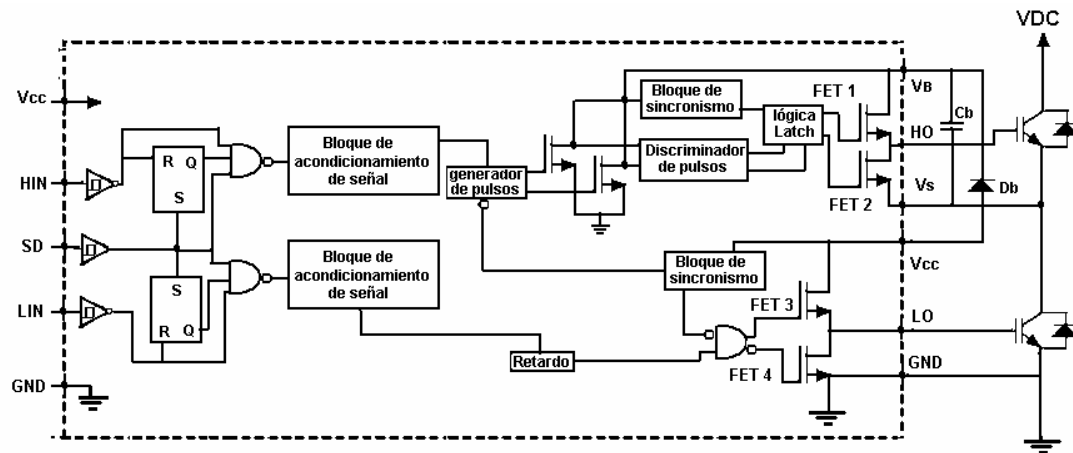 VDC
Vcc
HIN
SD
LIN
GND
R Q
S
S
R Q
Bloque de
acondicionamiento
de señal
Bloque de
acondicionamiento
de señal
generador
de pulsos
Bloque de
sincronismo
Discriminador
de pulsos
lógica
Latch
FET 1
FET 2
VB
HO
Vs
Cb
Db
Bloque de
sincronismo
Retardo
FET 3
FET 4
Vcc
LO
GND